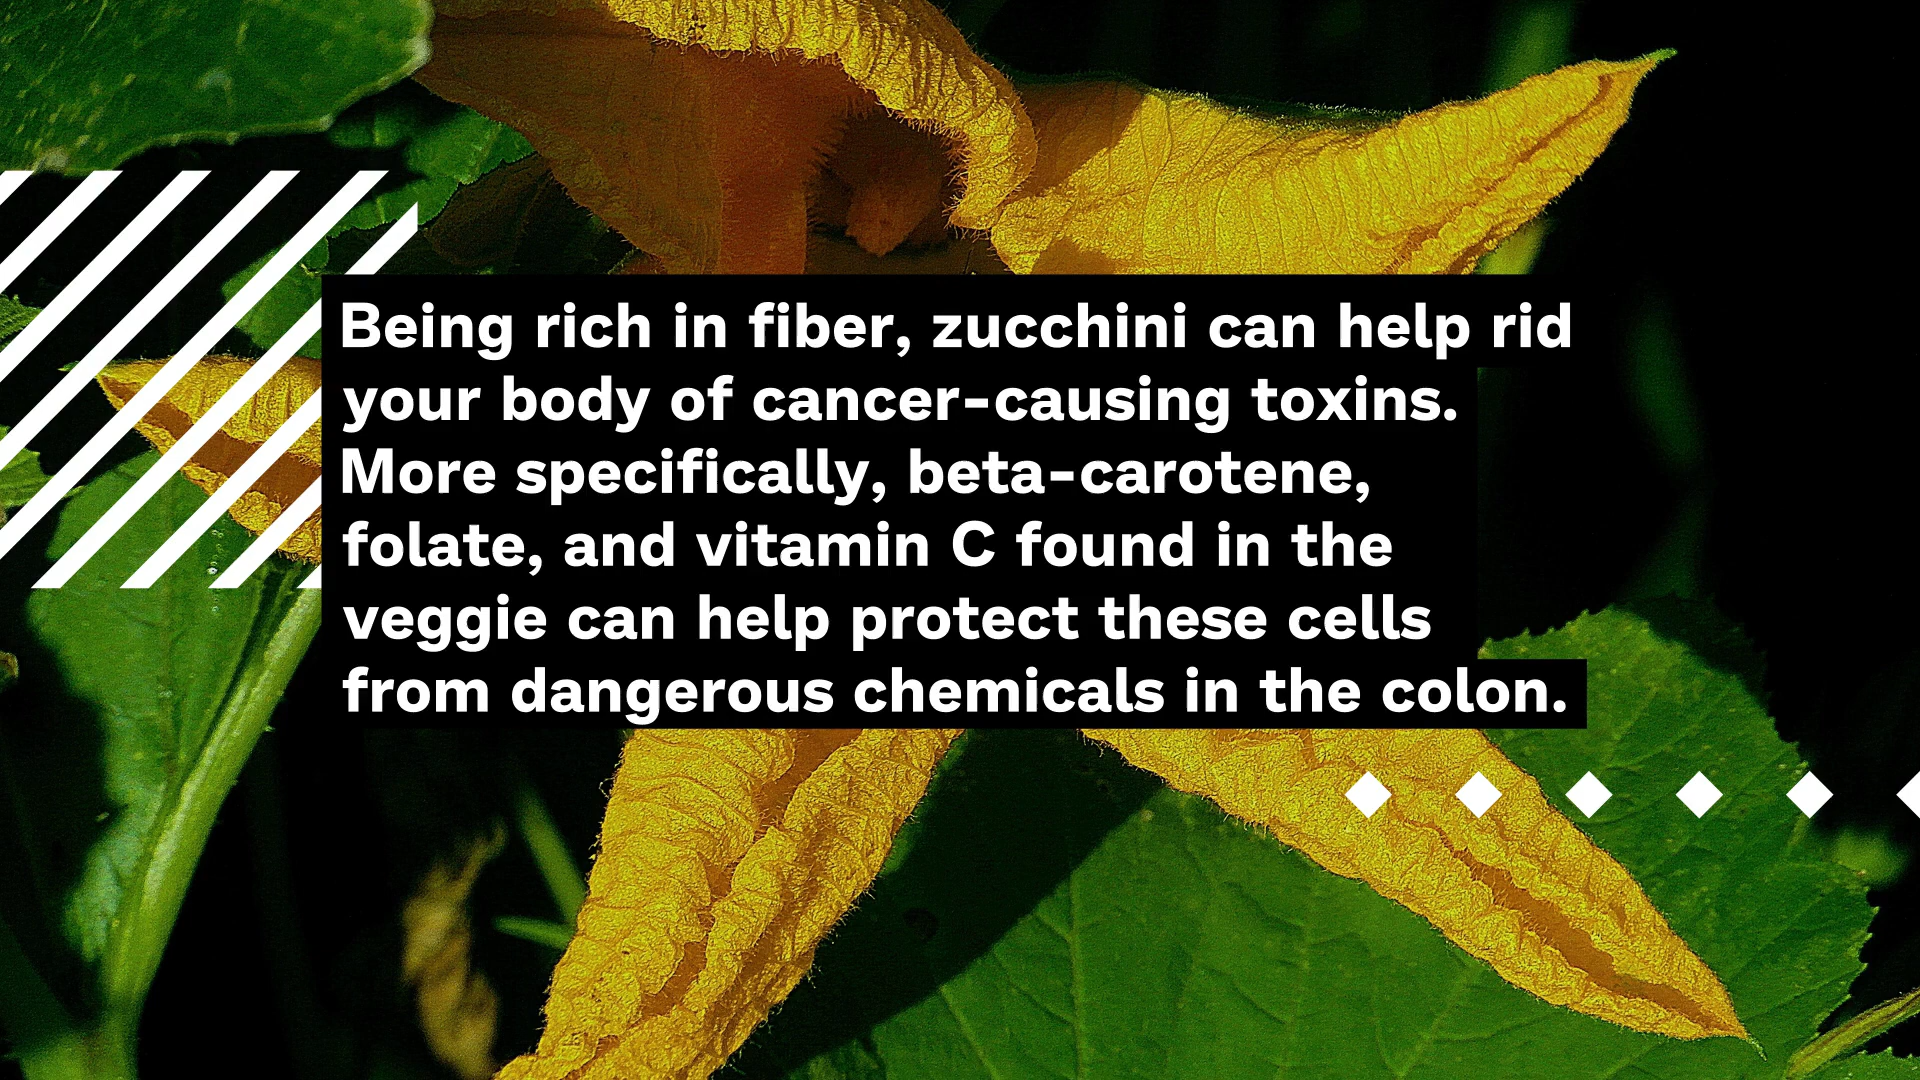 Being rich in fiber, zucchini can help rid
your body of cancer-causing toxins.
More specifically, beta-carotene,
folate, and vitamin C found in the
veggie can help protect these cells
from dangerous chemicals in the colon.